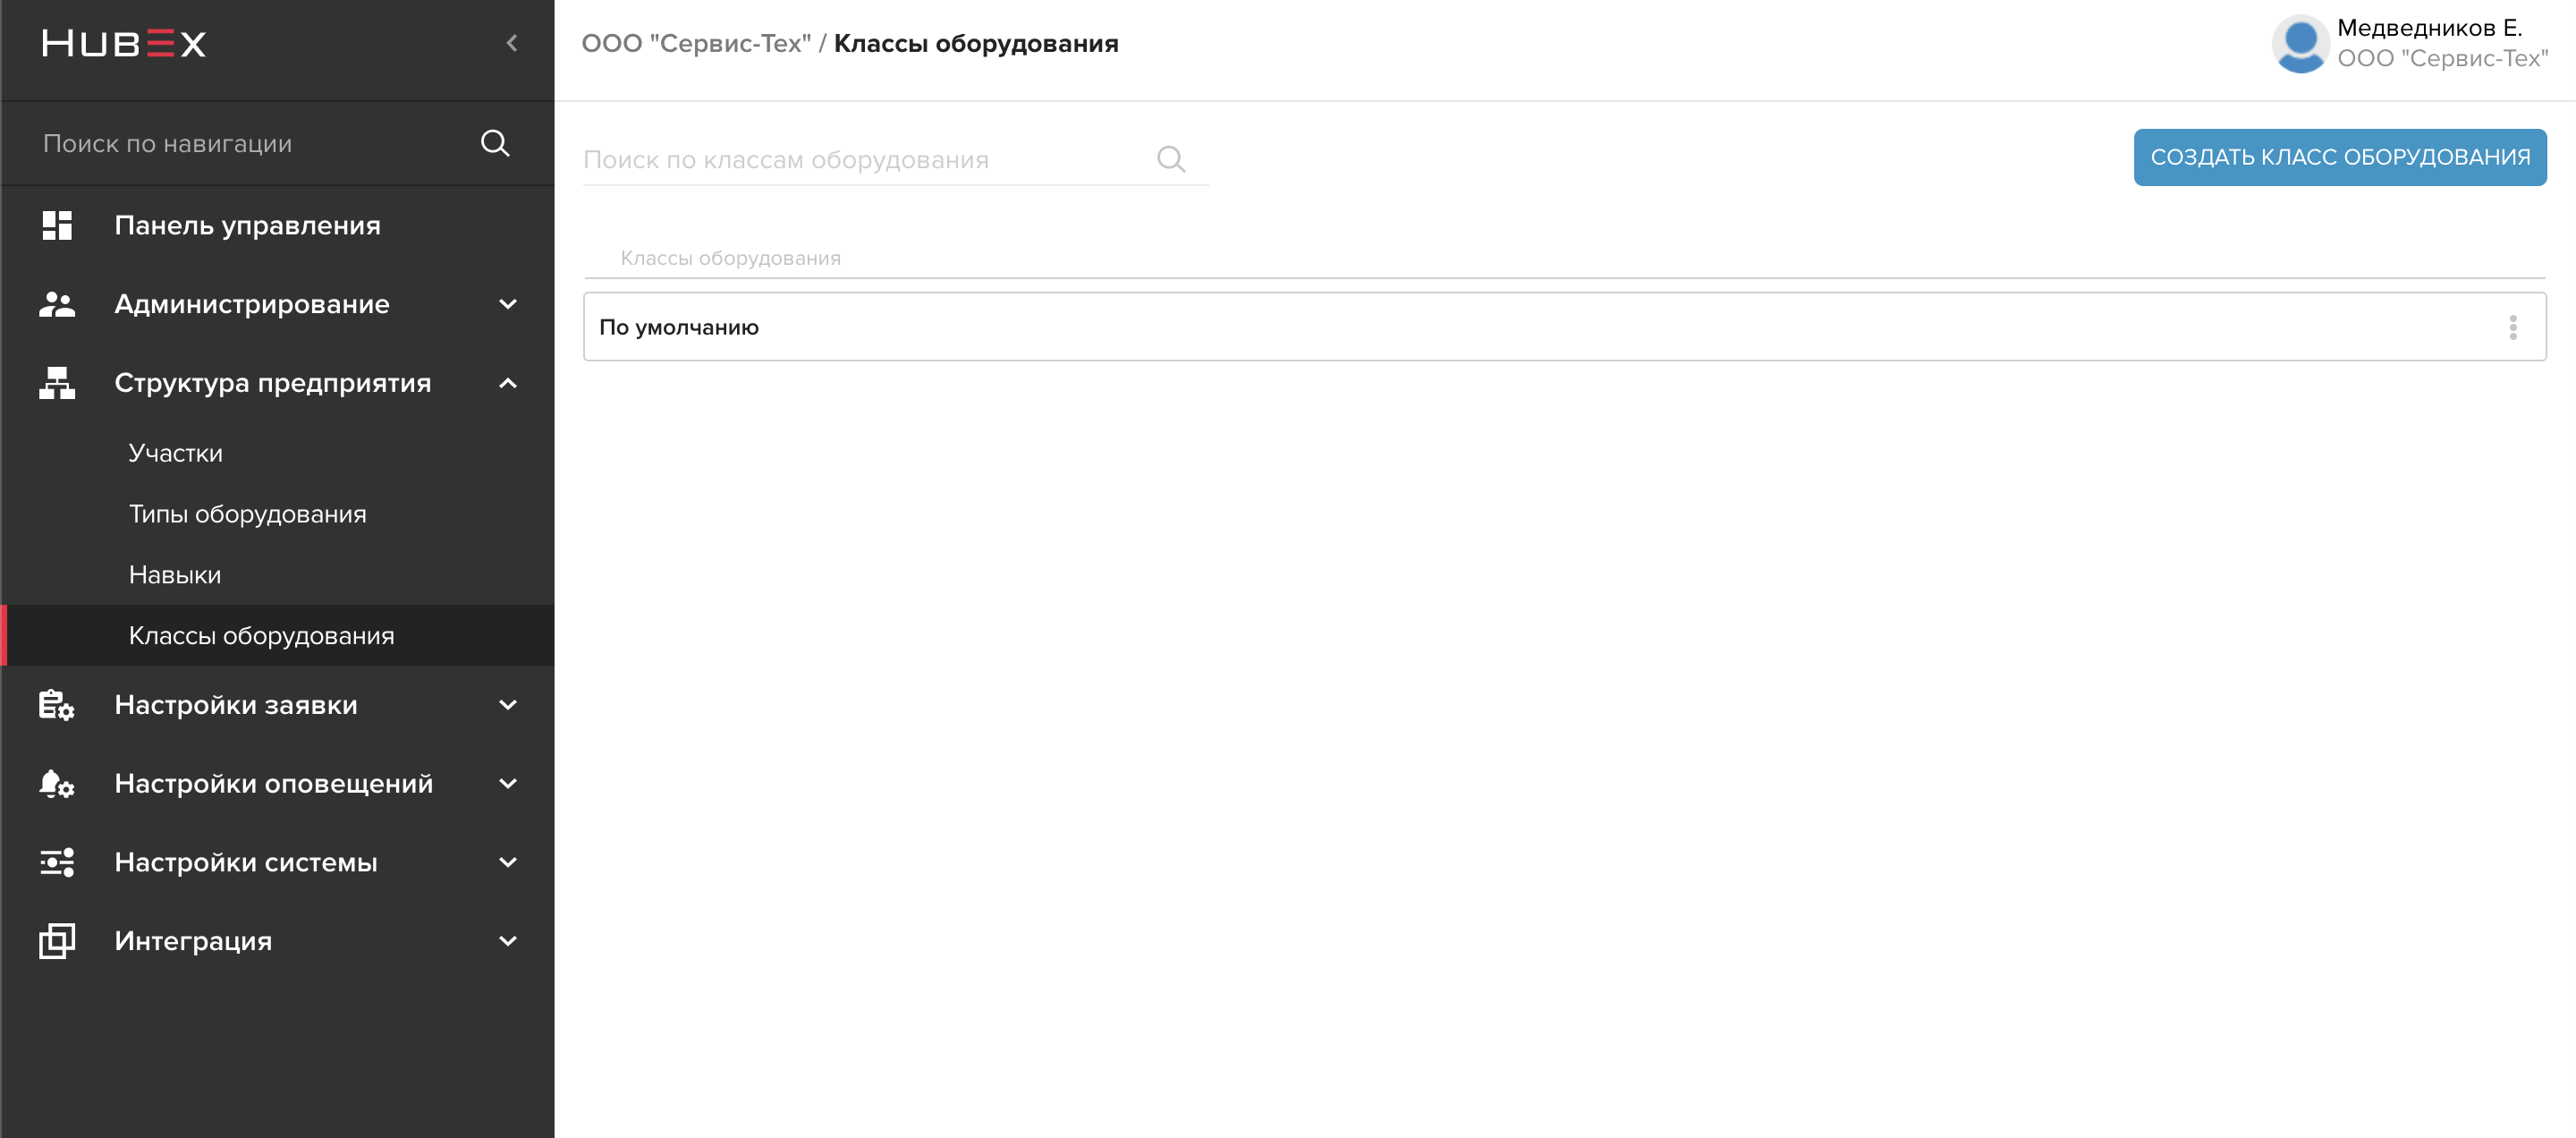 HUBEX
Поиск по навигации
Панель управления
Администрирование
Структура предприятия
Участки
Типы оборудования
Навыки
Классы оборудования
Настройки заявки
Настройки оповещений
Настройки системы
Интеграция
ООО "Сервис-Тех" / Классы оборудования
Медведников Е.
ООО "Сервис-Тех"
Поиск по классам оборудования
СОЗДАТЬ КЛАСС ОБОРУДОВАНИЯ
Классы оборудования
По умолчанию